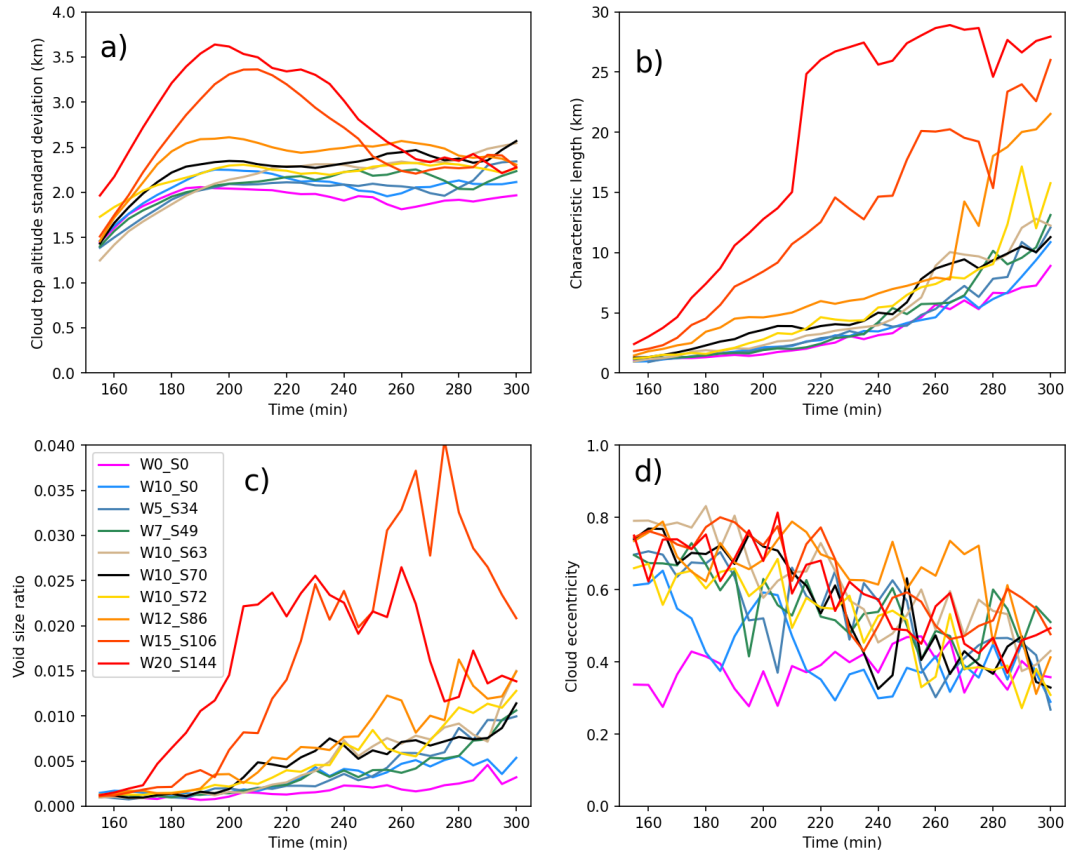 a)
Cloud top altitude standard deviation (km)
4.0
3.5
3.0
2.5
2.0
1.5
1.0
0.5
0.0
160 180 200 220 240 260 280 300
Time (min)
b)
Characteristic length (km)
30
25
20
15
10
5
0
160 180 200 220 240 260 280 300
Time (min)
c)
Void size ratio
0.040
0.035
0.030
0.025
0.020
0.015
0.010
0.005
0.000
W0_S0
W10_S0
W5_S34
W7_S49
W10_S63
W10_S70
W10_S72
W12_S86
W15_S106
W20_S144
160 180 200 220 240 260 280 300
Time (min)
d)
Cloud eccentricity
1.0
0.8
0.6
0.4
0.2
0.0
160 180 200 220 240 260 280 300
Time (min)